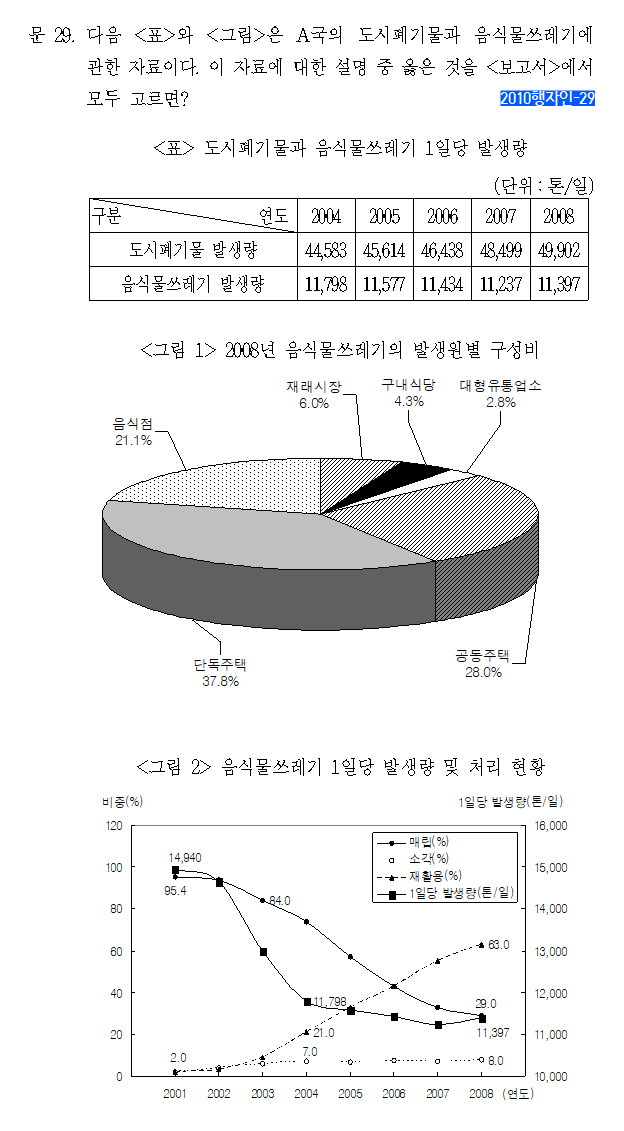 문 29. 다음 <표>와 <그림>은 A국의 도시폐기물과 음식물쓰레기에
관한 자료이다. 이 자료에 대한 설명 중 옳은 것을 <보고서>에서
모두 고르면?
2010행자인-29
<표> 도시폐기물과 음식물쓰레기 1일당 발생량
(단위 : 톤/일)
구분 연도 2004 2005 2006 2007 2008
도시폐기물 발생량 44,583 45,614 46,438 48,499 49,902
음식물쓰레기 발생량 11,798 11,577 11,434 11,237 11,397
<그림 1> 2008년 음식물쓰레기의 발생원별 구성비
재래시장
6.0%
구내식당
4.3%
대형유통업소
2.8%
음식점
21.1%
단독주택
37.8%
공동주택
28.0%
<그림 2> 음식물쓰레기 1일당 발생량 및 처리 현황
비중(%)
1일당 발생량(톤/일)
120
100
80
60
40
20
0
16,000
15,000
14,000
13,000
12,000
11,000
10,000
매립(%)
소각(%)
재활용(%)
1일당 발생량(톤/일)
14,940
95.4
84.0
63.0
11,798
29.0
21.0
11,397
2.0
7.0
8.0
2001 2002 2003 2004 2005 2006 2007 2008 (연도)